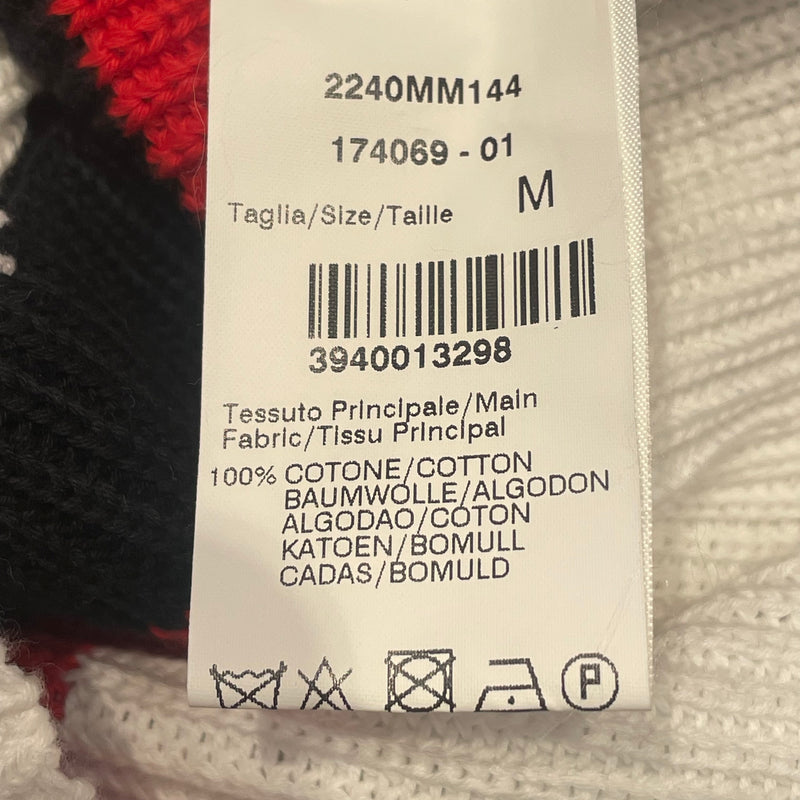 2240MM144
174069 - 01
Taglia/Size/Taille M
3940013298
Tessuto Principale/Main
Fabric/Tissu Principal
100% COTONE/COTTON
BAUMWOLLE/ALGODON
ALGODAO/COTON
KATOEN/BOMULL
CADAS/BOMULD
P